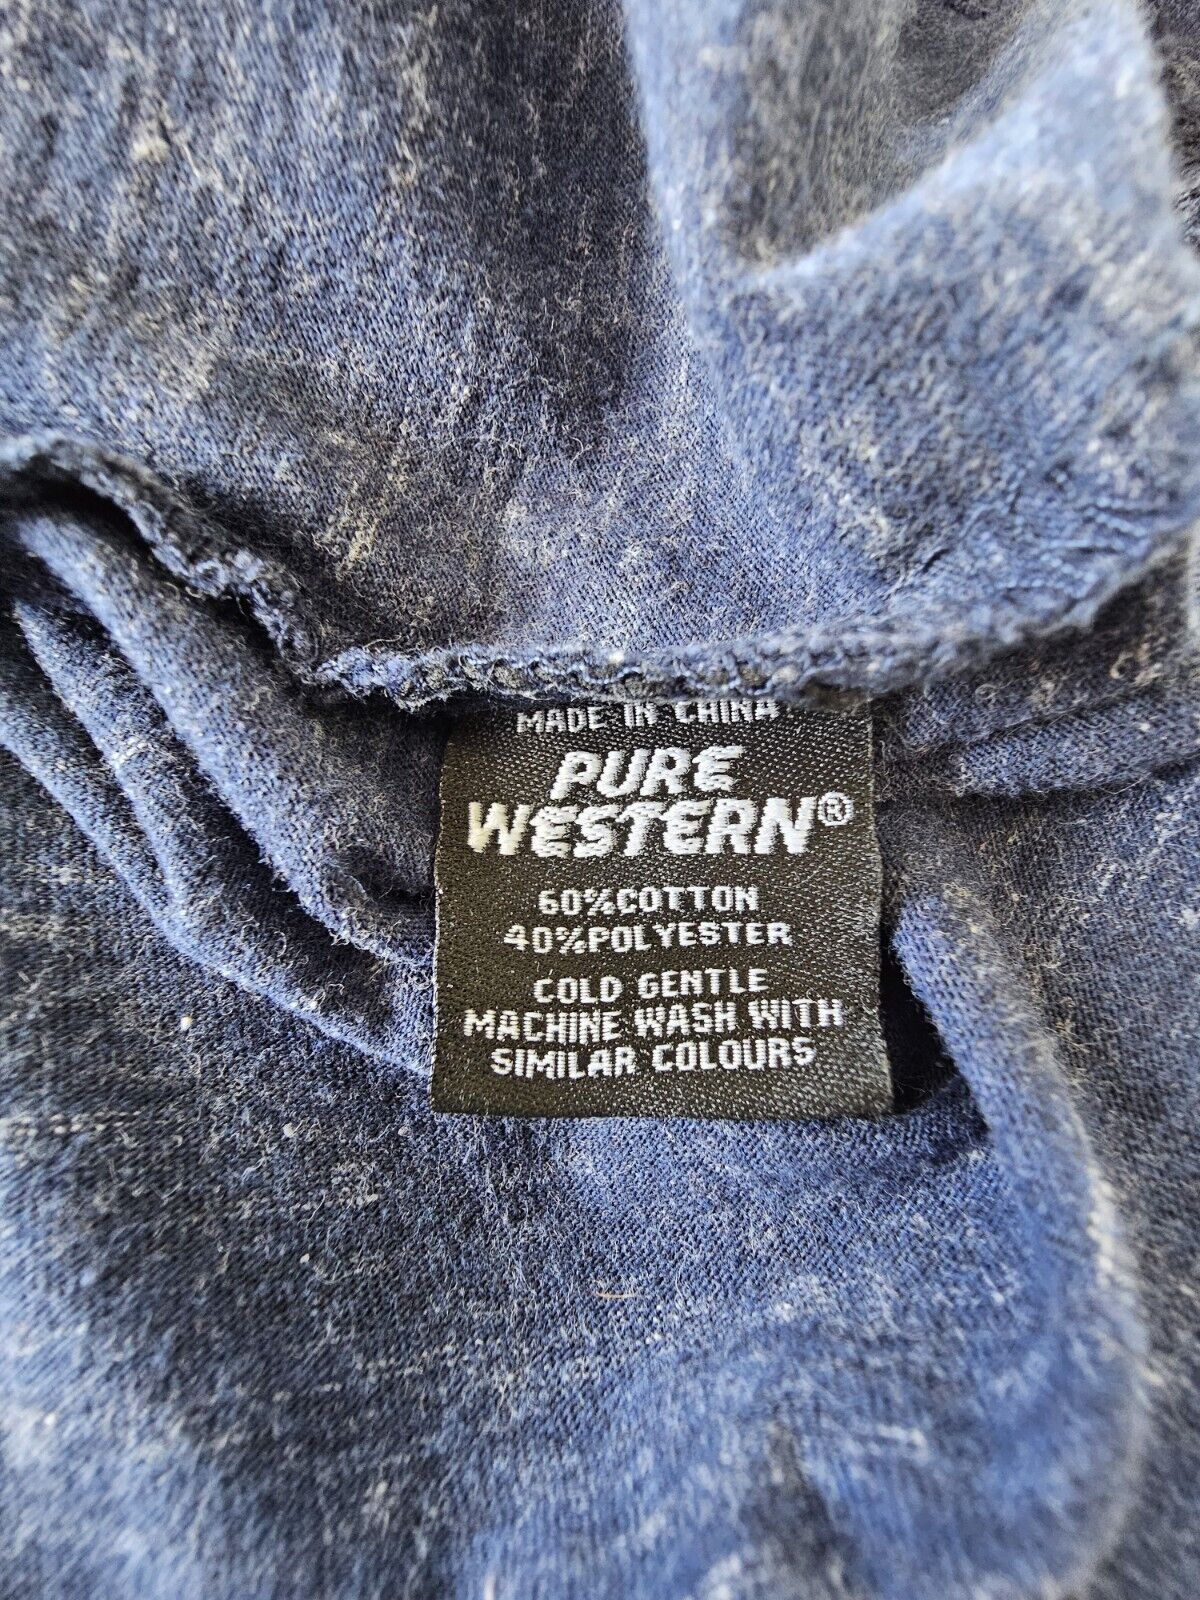 MADE IN CHINA
PURE
WESTERN®
60%COTTON
40%POLYESTER
COLD GENTLE
MACHINE WASH WITH
SIMILAR COLOURS